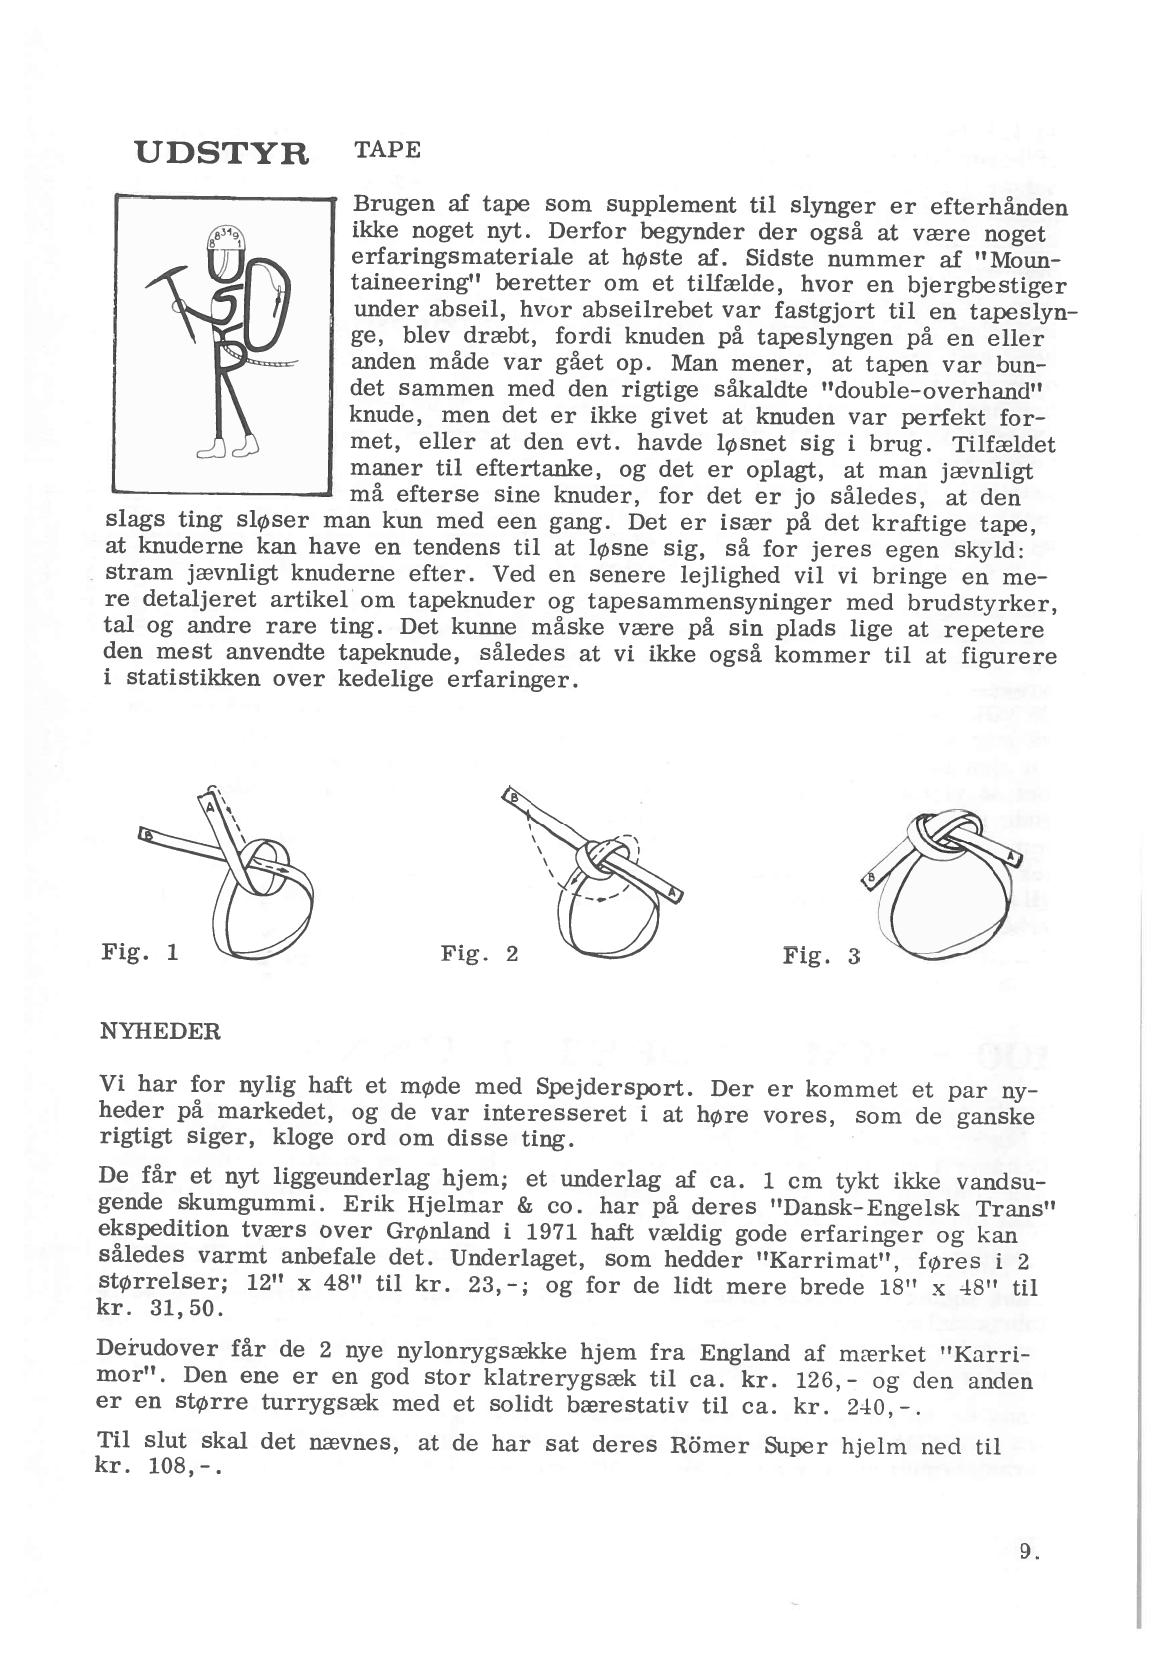 UDSTYR TAPE
Brugen af tape som supplement til slynger er efterhånden
ikke noget nyt. Derfor begynder der også at være noget
erfaringsmateriale at høste af. Sidste nummer af "Moun-
taineering" beretter om et tilfælde, hvor en bjergbestiger
under abseil, hvor abseilrebet var fastgjort til en tapeslyn-
ge, blev dræbt, fordi knuden på tapeslyngen på en eller
anden måde var gået op. Man mener, at tapen var bun-
det sammen med den rigtige såkaldte "double-overhand"
knude, men det er ikke givet at knuden var perfekt for-
met, eller at den evt. havde løsnet sig i brug. Tilfældet
maner til eftertanke, og det er oplagt, at man jævnligt
må efterse sine knuder, for det er jo således, at den
slags ting sløser man kun med een gang. Det er især på det kraftige tape,
at knuderne kan have en tendens til at løsne sig, så for jeres egen skyld:
stram jævnligt knuderne efter. Ved en senere lejlighed vil vi bringe en me-
re detaljeret artikel om tapeknuder og tapesammensyninger med brudstyrker,
tal og andre rare ting. Det kunne måske være på sin plads lige at repetere
den mest anvendte tapeknude, således at vi ikke også kommer til at figurere
i statistikken over kedelige erfaringer.
A B
B A
B A
Fig. 1 Fig. 2 Fig. 3
NYHEDER
Vi har for nylig haft et møde med Spejdersport. Der er kommet et par ny-
heder på markedet, og de var interesseret i at høre vores, som de ganske
rigtigt siger, kloge ord om disse ting.
De får et nyt liggeunderlag hjem; et underlag af ca. 1 cm tykt ikke vandsu-
gende skumgummi. Erik Hjelmar & co. har på deres "Dansk-Engelsk Trans"
ekspedition tværs over Grønland i 1971 haft vældig gode erfaringer og kan
således varmt anbefale det. Underlaget, som hedder "Karrimat", føres i 2
størrelser; 12" x 48" til kr. 23,-; og for de lidt mere brede 18" x 48" til
kr. 31,50.
Derudover får de 2 nye nylonrygsække hjem fra England af mærket "Karri-
mor". Den ene er en god stor klatrerygsæk til ca. kr. 126,- og den anden
er en større turrygsæk med et solidt bærestativ til ca. kr. 240,-.
Til slut skal det nævnes, at de har sat deres Römer Super hjelm ned til
kr. 108,-.
9.